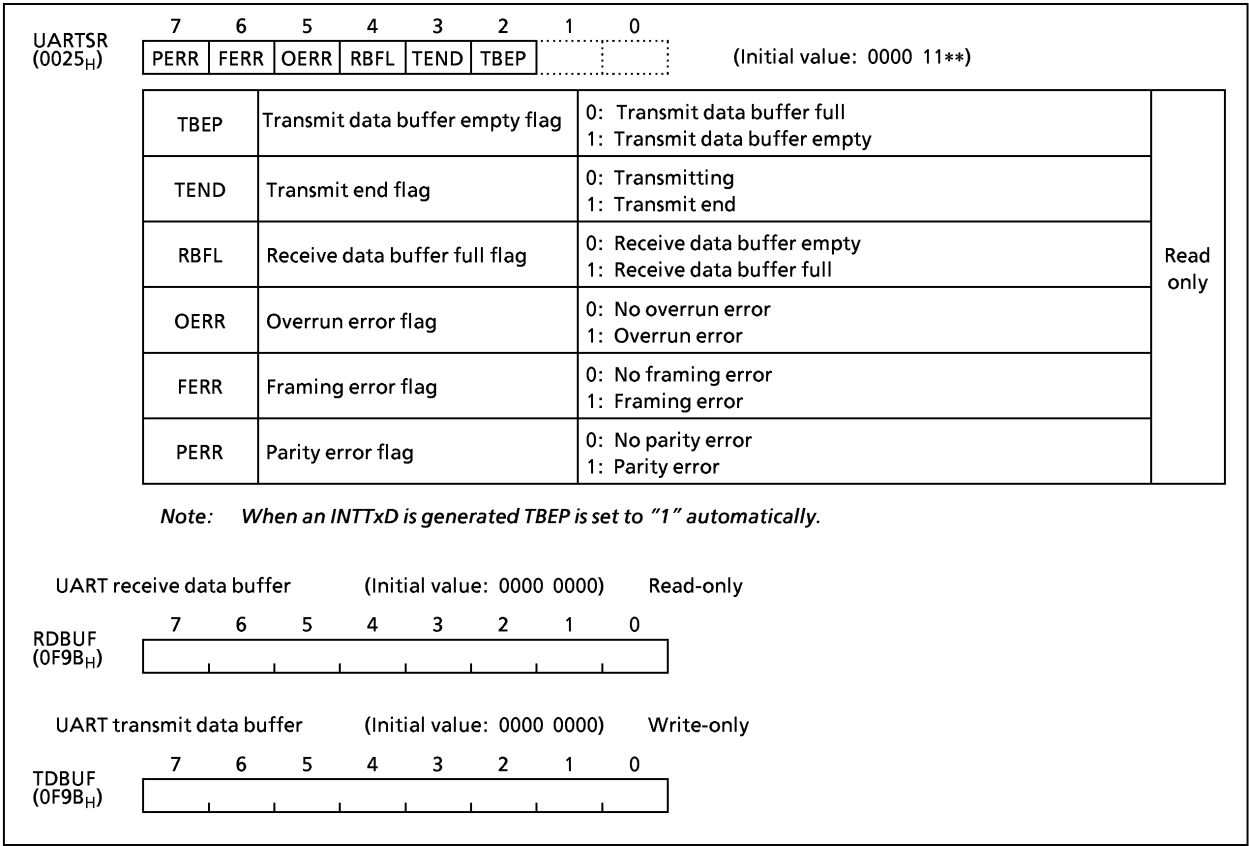 7 6 5 4 3 2 1 0
UARTSR
(0025H)
PERR FERR OERR RBFL TEND TBEP
(Initial value: 0000 11**)
TBEP Transmit data buffer empty flag
0: Transmit data buffer full
1: Transmit data buffer empty
TEND Transmit end flag
0: Transmitting
1: Transmit end
RBFL Receive data buffer full flag
0: Receive data buffer empty
1: Receive data buffer full
Read
only
OERR Overrun error flag
0: No overrun error
1: Overrun error
FERR Framing error flag
0: No framing error
1: Framing error
PERR Parity error flag
0: No parity error
1: Parity error
Note: When an INTTxD is generated TBEP is set to "1" automatically.
UART receive data buffer (Initial value: 0000 0000) Read-only
7 6 5 4 3 2 1 0
RDBUF
(0F9BH)
UART transmit data buffer (Initial value: 0000 0000) Write-only
7 6 5 4 3 2 1 0
TDBUF
(0F9BH)